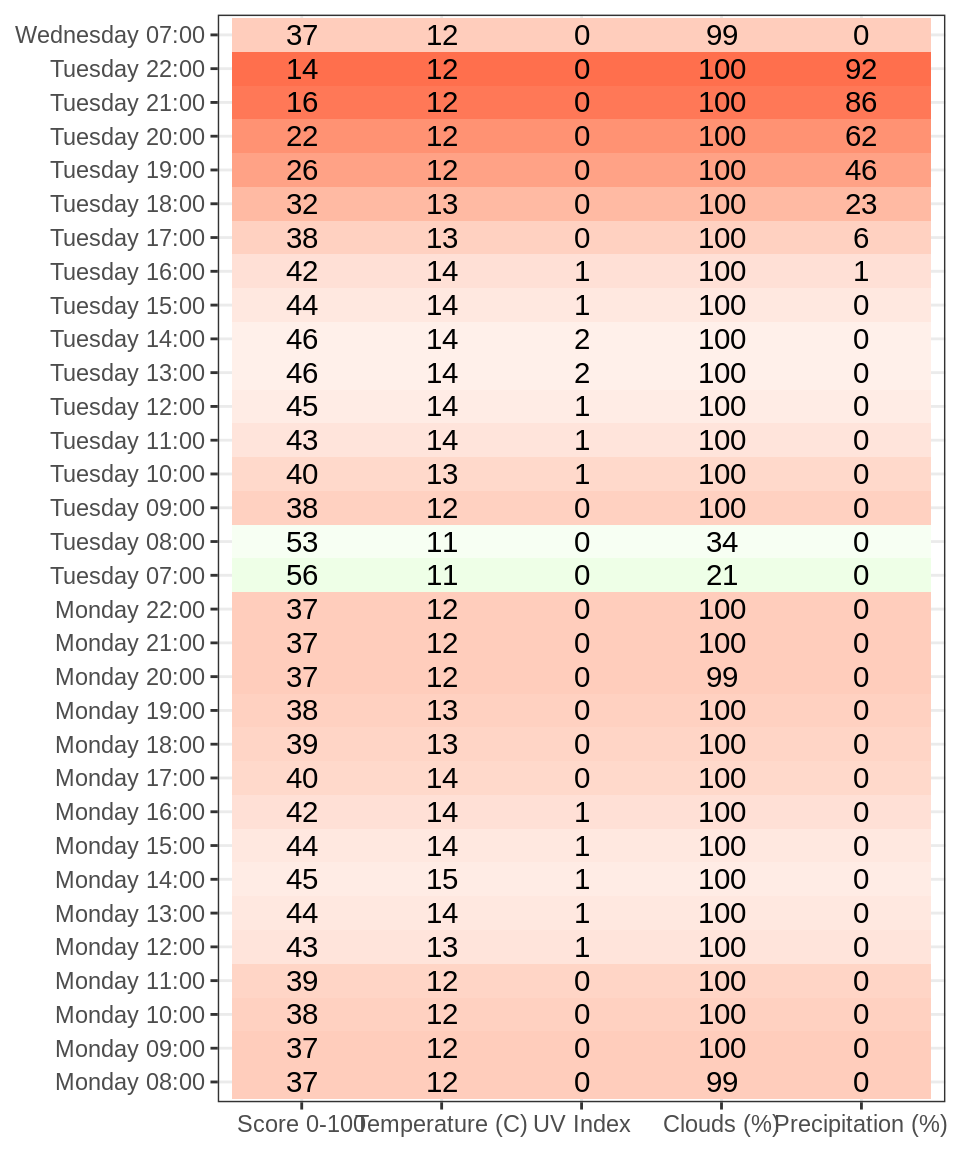 Wednesday 07:00 37 12 0 99 0
Tuesday 22:00 14 12 0 100 92
Tuesday 21:00 16 12 0 100 86
Tuesday 20:00 22 12 0 100 62
Tuesday 19:00 26 12 0 100 46
Tuesday 18:00 32 13 0 100 23
Tuesday 17:00 38 13 0 100 6
Tuesday 16:00 42 14 1 100 1
Tuesday 15:00 44 14 1 100 0
Tuesday 14:00 46 14 2 100 0
Tuesday 13:00 46 14 2 100 0
Tuesday 12:00 45 14 1 100 0
Tuesday 11:00 43 14 1 100 0
Tuesday 10:00 40 13 1 100 0
Tuesday 09:00 38 12 0 100 0
Tuesday 08:00 53 11 0 34 0
Tuesday 07:00 56 11 0 21 0
Monday 22:00 37 12 0 100 0
Monday 21:00 37 12 0 100 0
Monday 20:00 37 12 0 99 0
Monday 19:00 38 13 0 100 0
Monday 18:00 39 13 0 100 0
Monday 17:00 40 14 0 100 0
Monday 16:00 42 14 1 100 0
Monday 15:00 44 14 1 100 0
Monday 14:00 45 15 1 100 0
Monday 13:00 44 14 1 100 0
Monday 12:00 43 13 1 100 0
Monday 11:00 39 12 0 100 0
Monday 10:00 38 12 0 100 0
Monday 09:00 37 12 0 100 0
Monday 08:00 37 12 0 99 0
Score 0-100 Temperature (C) UV Index Clouds (%) Precipitation (%)